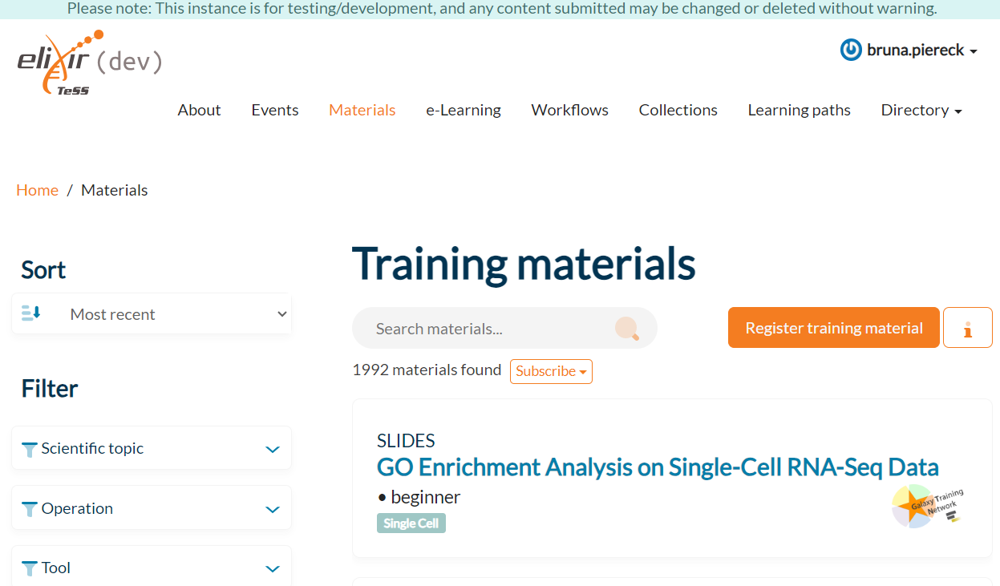 Please note: This instance is for testing/development, and any content submitted may be changed or deleted without warning.
elixir (dev)
TeSS
bruna.piereck
About Events Materials e-Learning Workflows Collections Learning paths Directory
Home / Materials
Sort
Most recent
Filter
Scientific topic
Operation
Tool
Training materials
Search materials...
Register training material
i
1992 materials found Subscribe
SLIDES
GO Enrichment Analysis on Single-Cell RNA-Seq Data
• beginner
Galaxy Training
Network
Single Cell